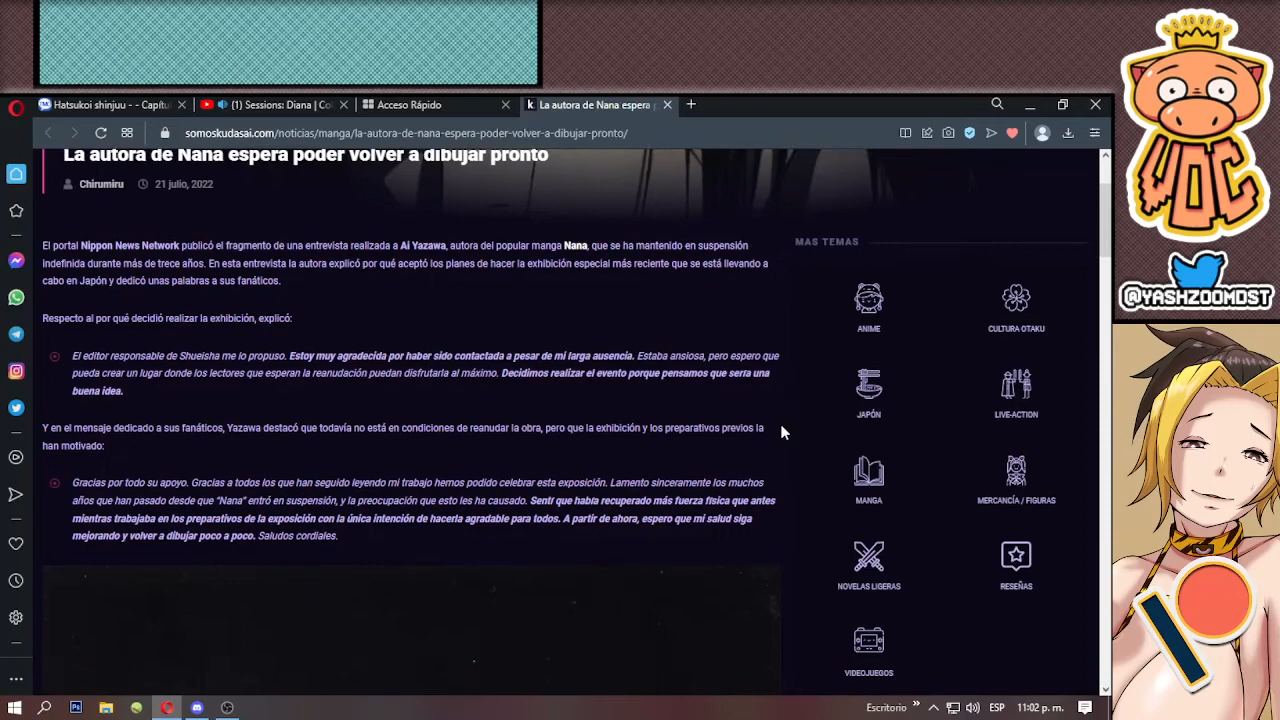 Hatsukoi shinjuu - - Capítul
(1) Sessions: Diana | Col
Acceso Rápido
La autora de Nana espera p
somoskudasai.com/noticias/manga/la-autora-de-nana-espera-poder-volver-a-dibujar-pronto/
La autora de Nana espera poder volver a dibujar pronto
Chirumiru 21 julio, 2022
El portal Nippon News Network publicó el fragmento de una entrevista realizada a Ai Yazawa, autora del popular manga Nana, que se ha mantenido en suspensión
indefinida durante más de trece años. En esta entrevista la autora explicó por qué aceptó los planes de hacer la exhibición especial más reciente que se está llevando a
cabo en Japón y dedicó unas palabras a sus fanáticos.
Respecto al por qué decidió realizar la exhibición, explicó:
El editor responsable de Shueisha me lo propuso. Estoy muy agradecida por haber sido contactada a pesar de mi larga ausencia. Estaba ansiosa, pero espero que
pueda crear un lugar donde los lectores que esperan la reanudación puedan disfrutarla al máximo. Decidimos realizar el evento porque pensamos que sería una
buena idea.
Y en el mensaje dedicado a sus fanáticos, Yazawa destacó que todavía no está en condiciones de reanudar la obra, pero que la exhibición y los preparativos previos la
han motivado:
Gracias por todo su apoyo. Gracias a todos los que han seguido leyendo mi trabajo hemos podido celebrar esta exposición. Lamento sinceramente los muchos
años que han pasado desde que “Nana” entró en suspensión, y la preocupación que esto les ha causado. Sentí que había recuperado más fuerza física que antes
mientras trabajaba en los preparativos de la exposición con la única intención de hacerla agradable para todos. A partir de ahora, espero que mi salud siga
mejorando y volver a dibujar poco a poco. Saludos cordiales.
MAS TEMAS
ANIME
CULTURA OTAKU
JAPÓN
LIVE-ACTION
MANGA
MERCANCÍA / FIGURAS
NOVELAS LIGERAS
RESEÑAS
VIDEOJUEGOS
VOC
@YASHZOOMDST
Escritorio
ESP
11:02 p. m.